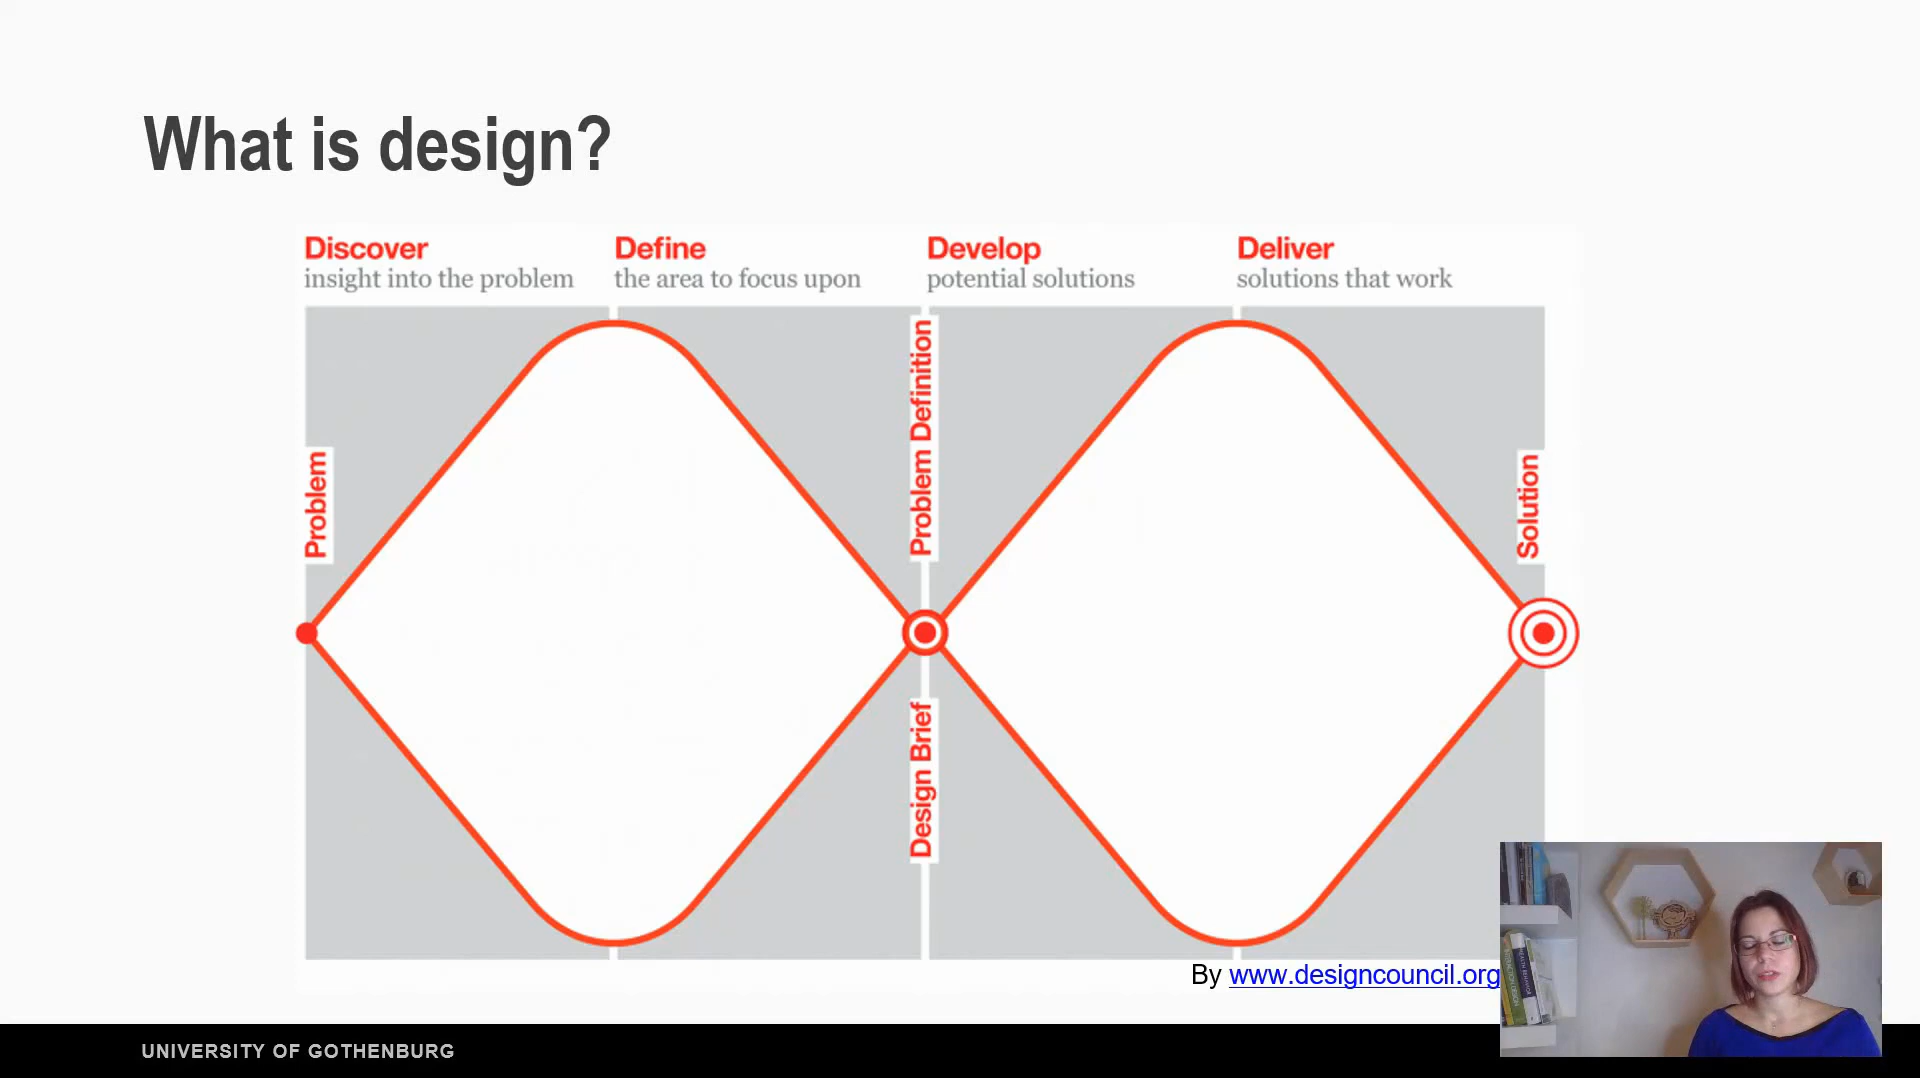 What is design?
Discover
insight into the problem
Define
the area to focus upon
Develop
potential solutions
Deliver
solutions that work
Problem
Problem Definition
Design Brief
Solution
By www.designcouncil.org
UNIVERSITY OF GOTHENBURG